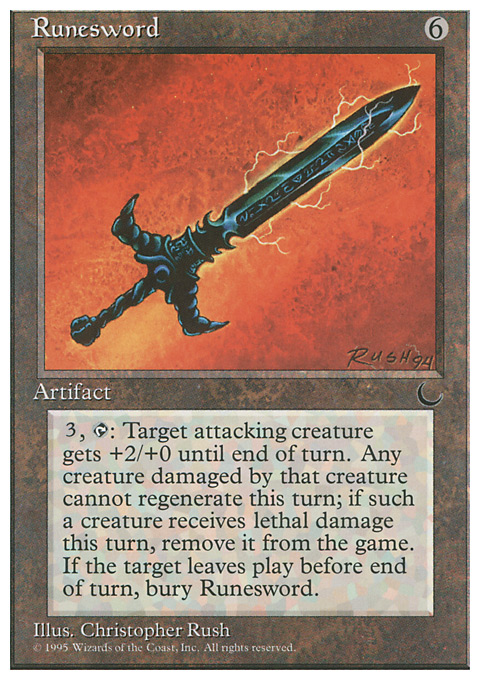 Runesword 6
RUSH 94
Artifact
3, : Target attacking creature
gets +2/+0 until end of turn. Any
creature damaged by that creature
cannot regenerate this turn; if such
a creature receives lethal damage
this turn, remove it from the game.
If the target leaves play before end
of turn, bury Runesword.
Illus. Christopher Rush
© 1995 Wizards of the Coast, Inc. All rights reserved.